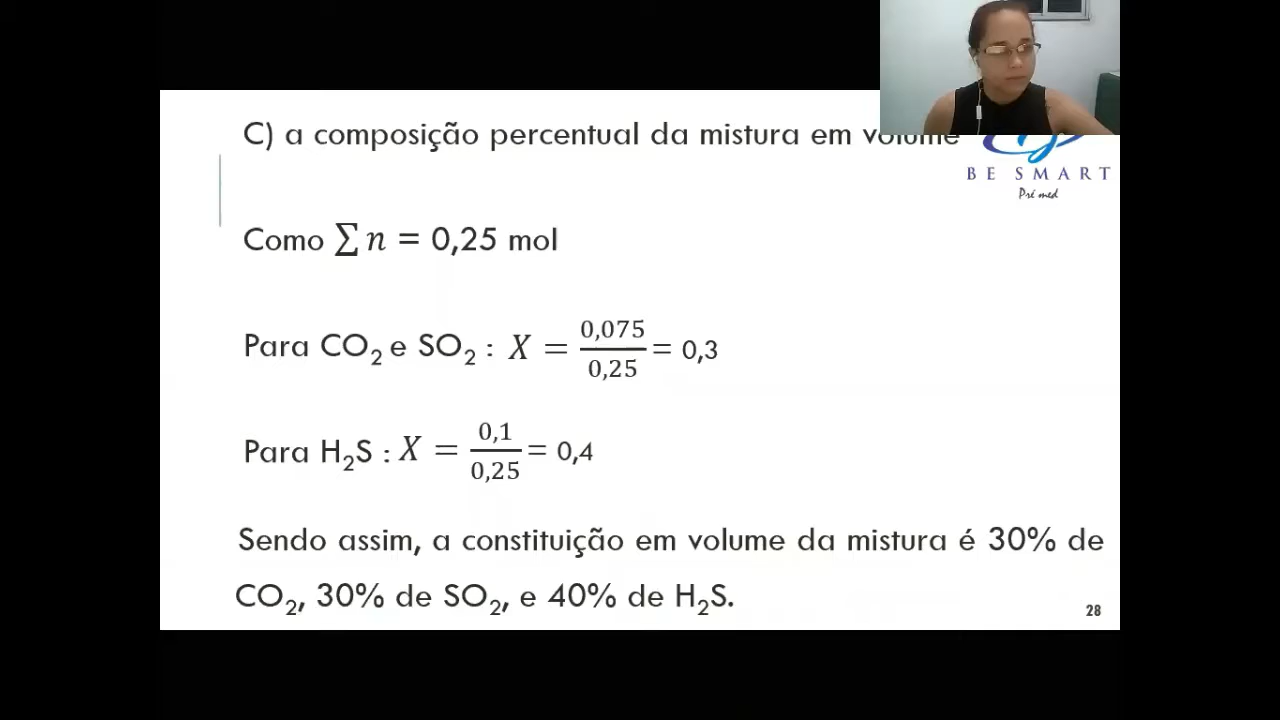 C) a composição percentual da mistura em volume
BE SMART
Pré med
Como ∑ n = 0,25 mol
Para CO₂ e SO₂ : X = 0,075/0,25 = 0,3
Para H₂S : X = 0,1/0,25 = 0,4
Sendo assim, a constituição em volume da mistura é 30% de
CO₂, 30% de SO₂, e 40% de H₂S.
28